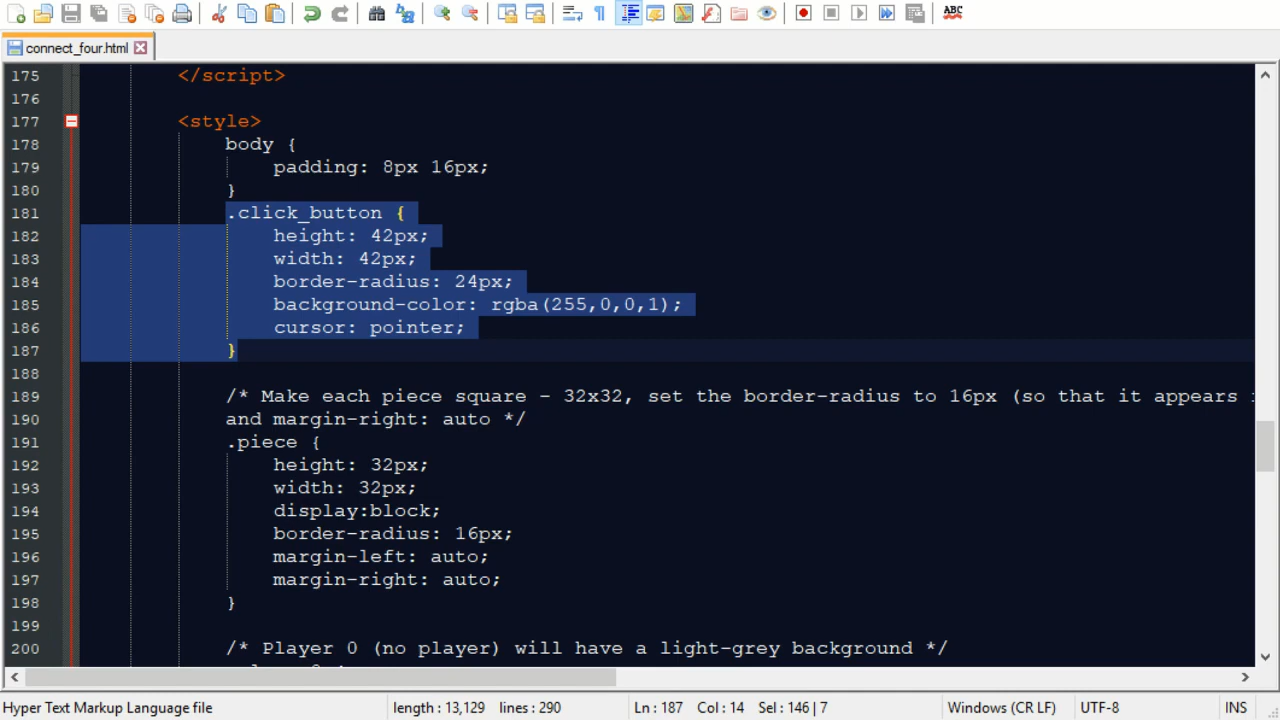 ABC
connect_four.html
175 </script>
176
177 <style>
178 body {
179 padding: 8px 16px;
180 }
181 .click_button {
182 height: 42px;
183 width: 42px;
184 border-radius: 24px;
185 background-color: rgba(255,0,0,1);
186 cursor: pointer;
187 }
188
189 /* Make each piece square - 32x32, set the border-radius to 16px (so that it appears
190 and margin-right: auto */
191 .piece {
192 height: 32px;
193 width: 32px;
194 display:block;
195 border-radius: 16px;
196 margin-left: auto;
197 margin-right: auto;
198 }
199
200 /* Player 0 (no player) will have a light-grey background */
Hyper Text Markup Language file length : 13,129 lines : 290 Ln : 187 Col : 14 Sel : 146 | 7 Windows (CR LF) UTF-8 INS